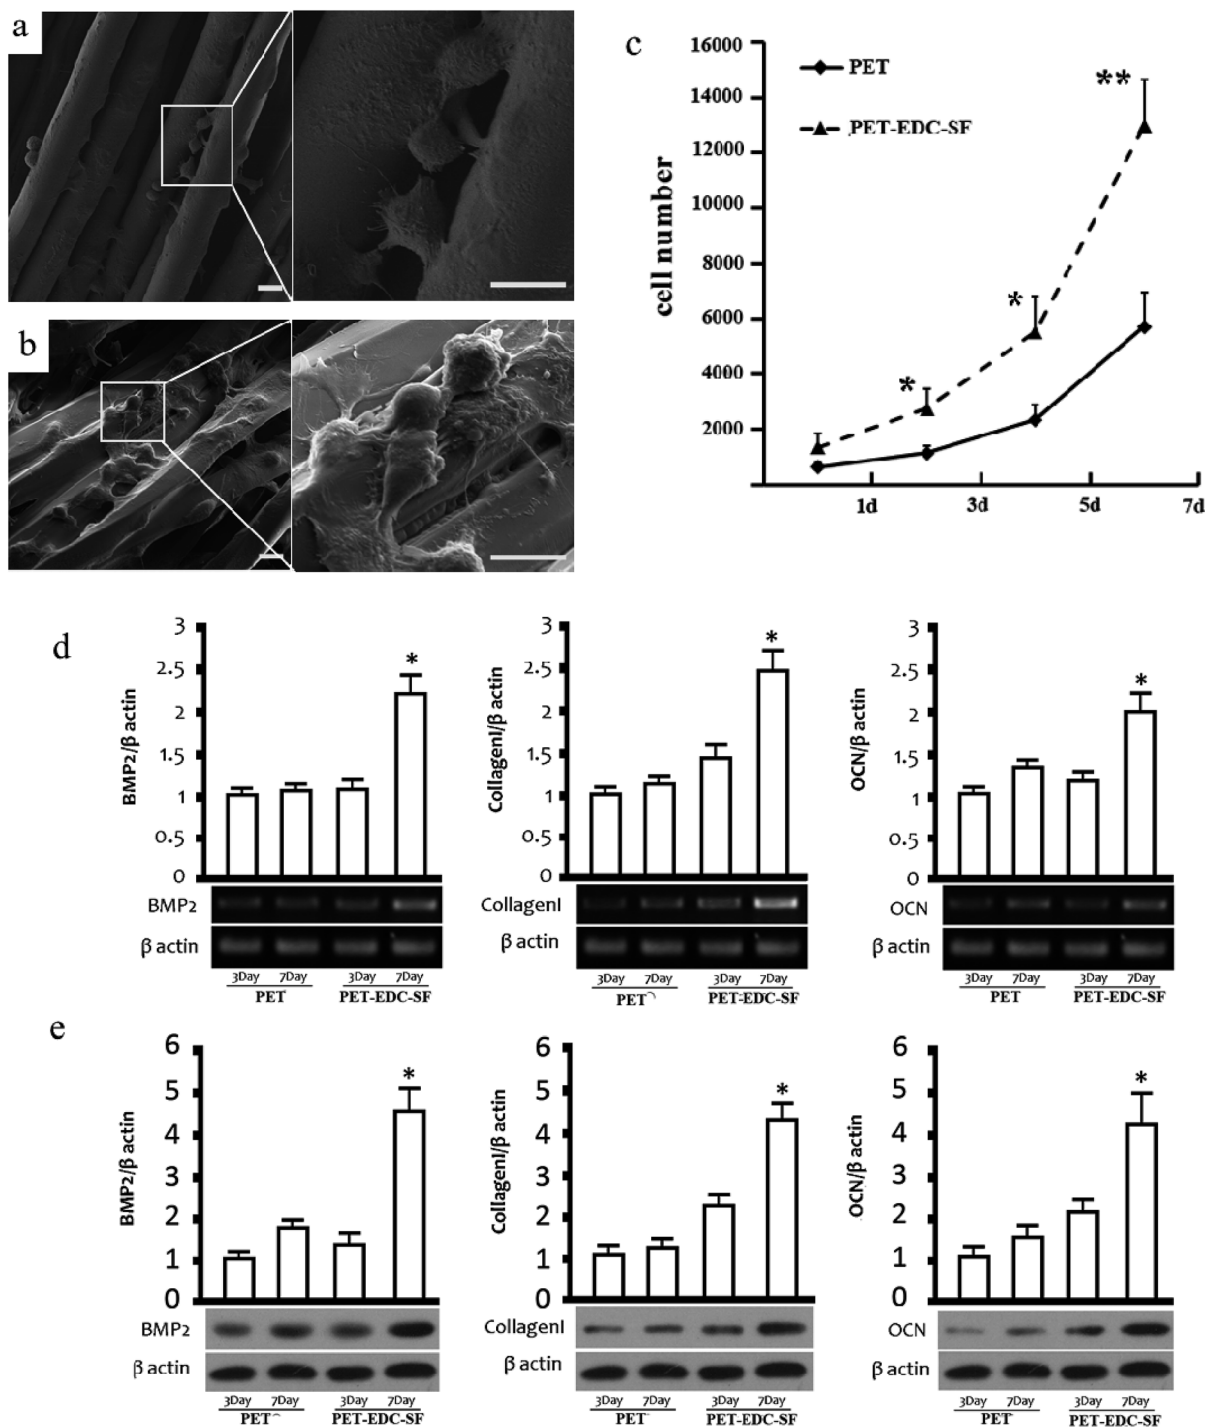 a
b
c
16000
14000
12000
10000
8000
6000
4000
2000
cell number
PET
PET-EDC-SF
*
*
**
1d
3d
5d
7d
d
3
2.5
2
1.5
1
0.5
0
BMP2/β actin
*
BMP2
β actin
3Day 7Day 3Day 7Day
PET PET-EDC-SF
3
2.5
2
1.5
1
0.5
0
CollagenI/β actin
*
CollagenI
β actin
3Day 7Day 3Day 7Day
PET PET-EDC-SF
3
2.5
2
1.5
1
0.5
0
OCN/β actin
*
OCN
β actin
3Day 7Day 3Day 7Day
PET PET-EDC-SF
e
6
5
4
3
2
1
0
BMP2/β actin
*
BMP2
β actin
3Day 7Day 3Day 7Day
PET PET-EDC-SF
6
5
4
3
2
1
0
CollagenI/β actin
*
CollagenI
β actin
3Day 7Day 3Day 7Day
PET PET-EDC-SF
6
5
4
3
2
1
0
OCN/β actin
*
OCN
β actin
3Day 7Day 3Day 7Day
PET PET-EDC-SF